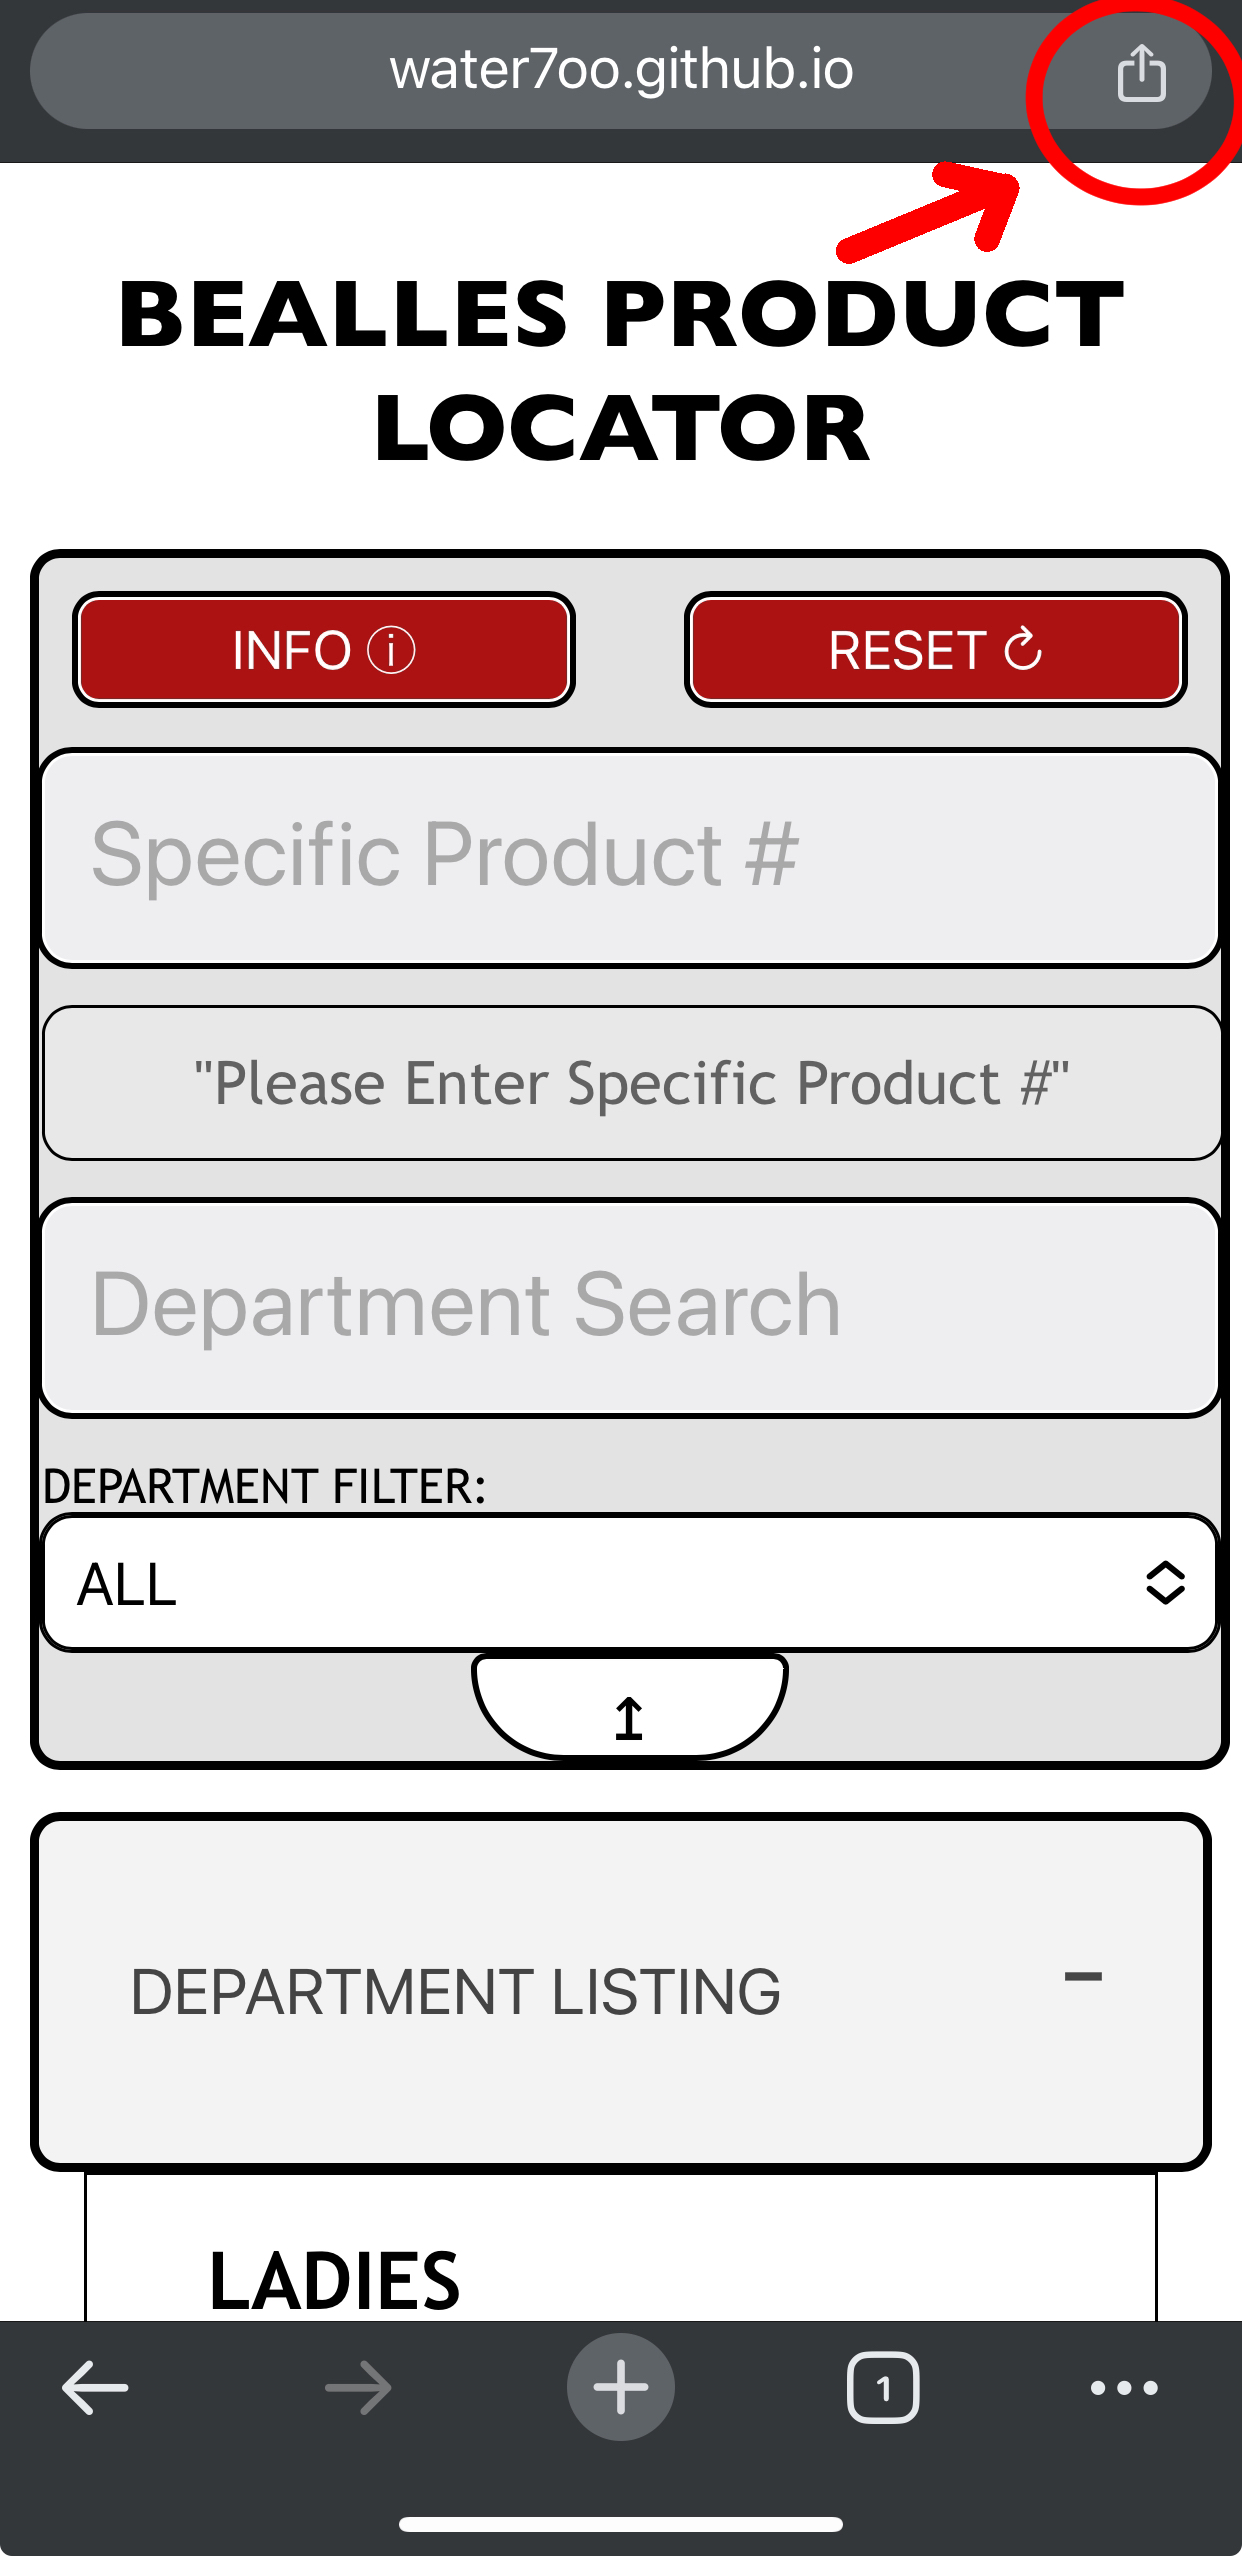 water7oo.github.io
BEALLES PRODUCT
LOCATOR
INFO ⓘ
RESET ↻
Specific Product #
"Please Enter Specific Product #"
Department Search
DEPARTMENT FILTER:
ALL
↥
DEPARTMENT LISTING
–
LADIES
1